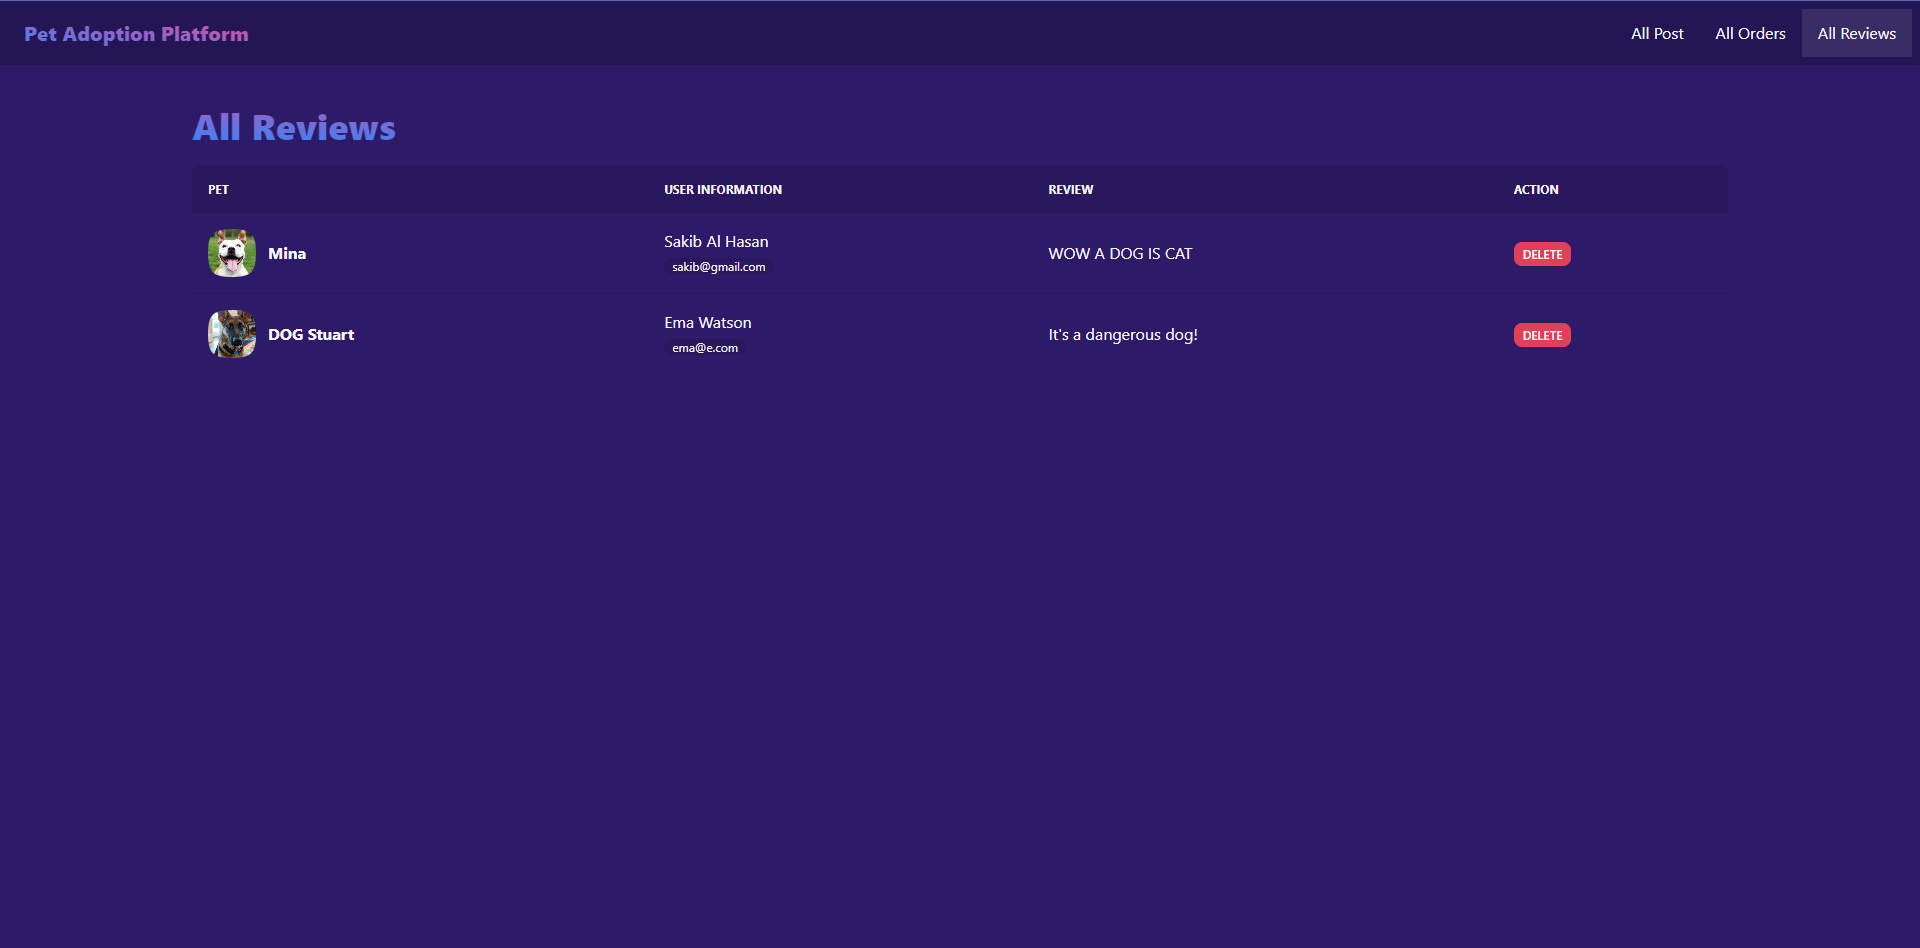 Pet Adoption Platform
All Post
All Orders
All Reviews
All Reviews
PET
USER INFORMATION
REVIEW
ACTION
Mina
Sakib Al Hasan
sakib@gmail.com
WOW A DOG IS CAT
DELETE
DOG Stuart
Ema Watson
ema@e.com
It's a dangerous dog!
DELETE